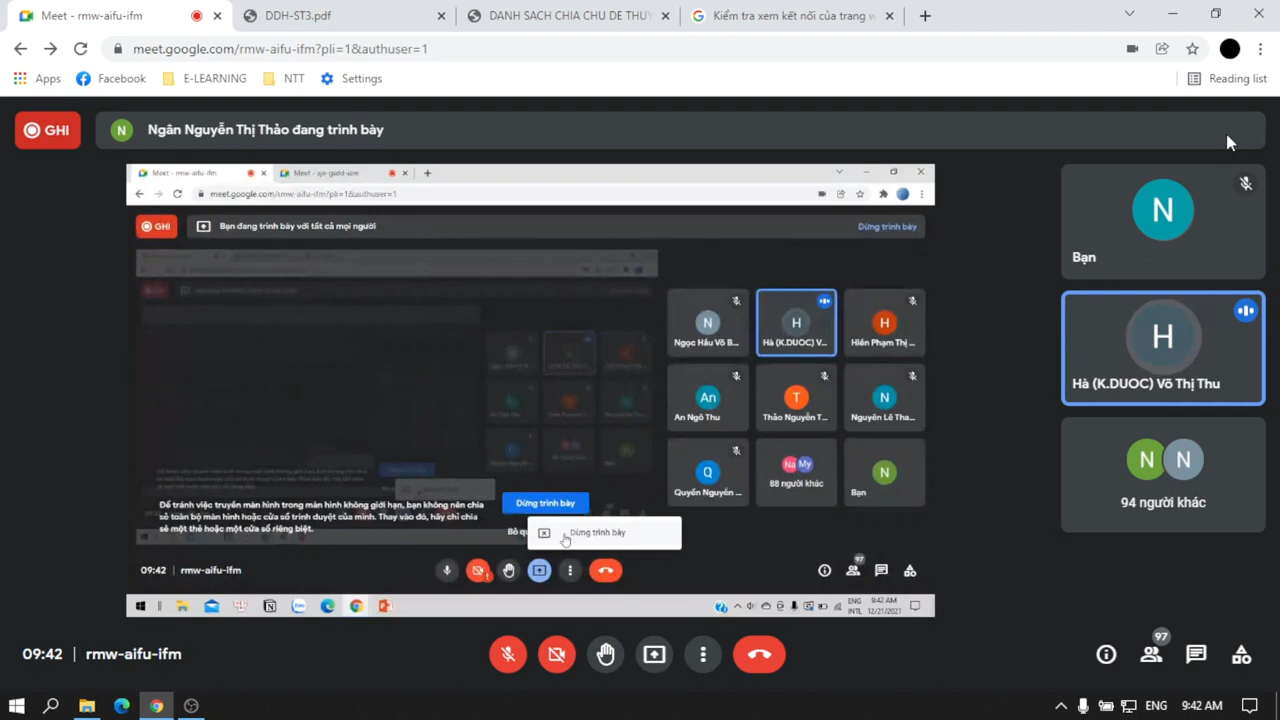 Meet - rmw-aifu-ifm
DDH-ST3.pdf
DANH SACH CHIA CHU DE THUY
Kiểm tra xem kết nối của trang w
meet.google.com/rmw-aifu-ifm?pli=1&authuser=1
Apps
Facebook
E-LEARNING
NTT
Settings
Reading list
GHI
N
Ngân Nguyễn Thị Thảo đang trình bày
Meet - rmw-aifu-ifm
meet.google.com/rmw-aifu-ifm?pli=1&authuser=1
GHI
Bạn đang trình bày với tất cả mọi người
Dừng trình bày
N
Ngọc Hầu Võ B...
H
Hà (K.DUOC) V...
H
Hiền Phạm Thị ...
An
An Ngô Thu
T
Thảo Nguyễn T...
N
Nguyên Lê Tha...
Q
Quyền Nguyễn ...
Na My
88 người khác
N
Bạn
Để tránh việc truyền màn hình trong màn hình không giới hạn, bạn không nên chia
sẻ toàn bộ màn hình hoặc cửa sổ trình duyệt của mình. Thay vào đó, hãy chỉ chia
sẻ một thẻ hoặc một cửa sổ riêng biệt.
Dừng trình bày
Bỏ qu
Dừng trình bày
09:42
rmw-aifu-ifm
97
ENG
INTL
9:42 AM
12/21/2021
N
Bạn
H
Hà (K.DUOC) Võ Thị Thu
N N
94 người khác
09:42
rmw-aifu-ifm
97
ENG
9:42 AM